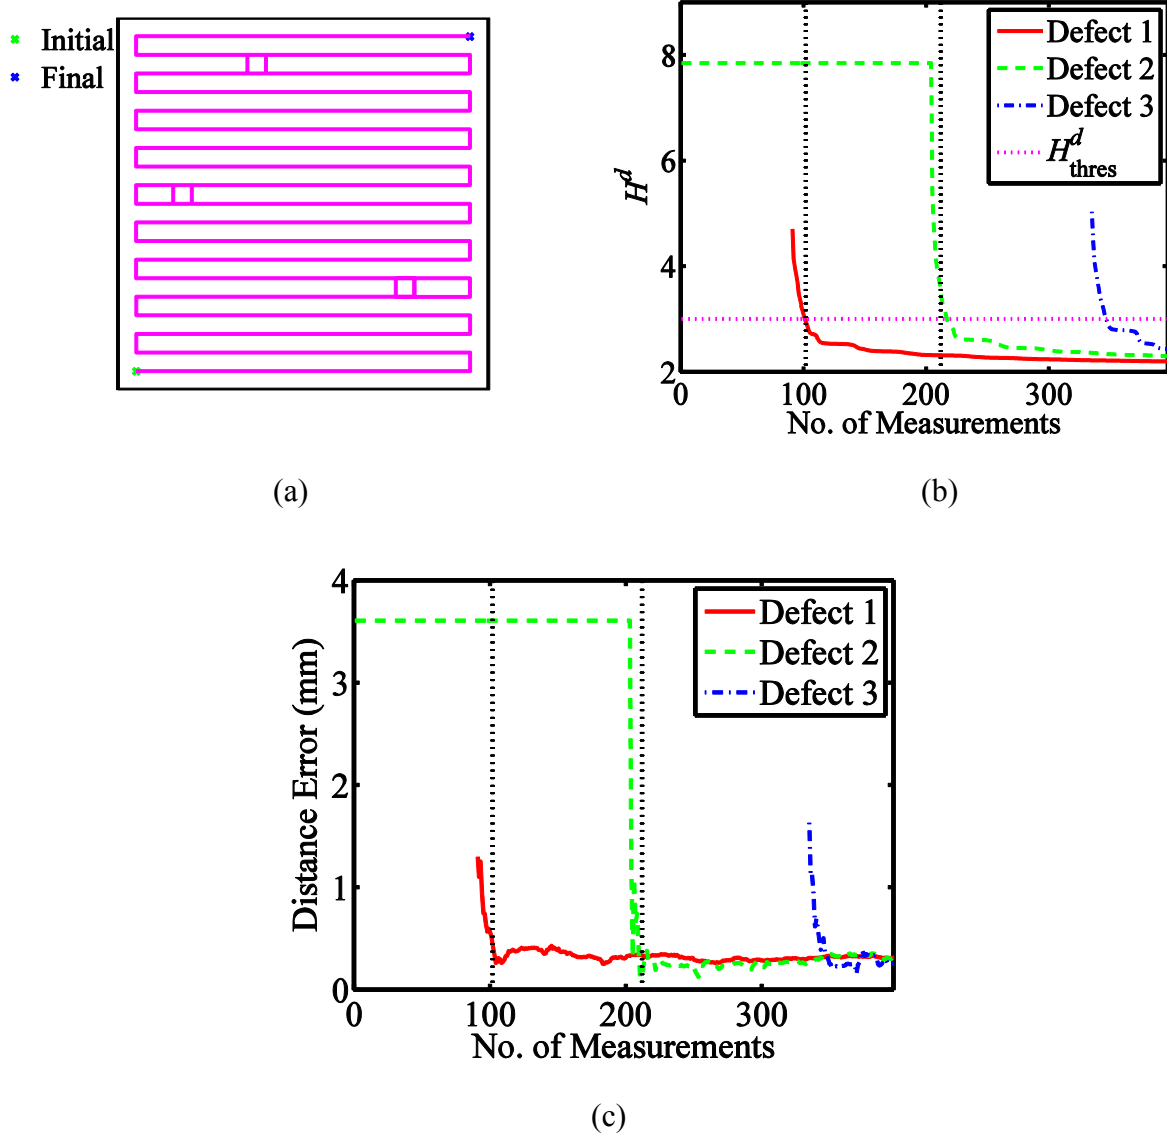 Initial
Final
(a)
8
6
4
2
H^d
0
100
200
300
No. of Measurements
Defect 1
Defect 2
Defect 3
H^d_thres
(b)
4
3
2
1
0
Distance Error (mm)
0
100
200
300
No. of Measurements
Defect 1
Defect 2
Defect 3
(c)